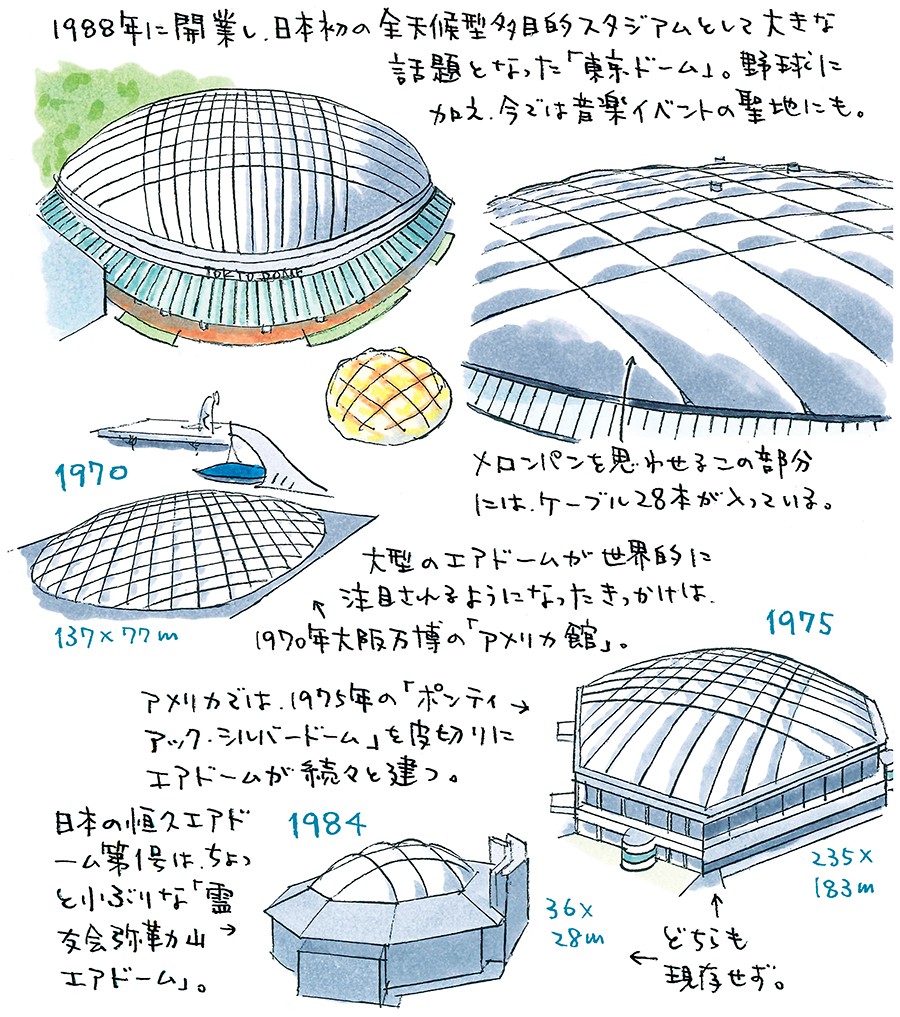 1988年に開業し、日本初の全天候型多目的スタジアムとして大きな
話題となった「東京ドーム」。野球に
加え、今では音楽イベントの聖地にも。
TOKYO DOME
メロンパンを思わせるこの部分
には、ケーブル28本が入っている。
1970
137×77m
大型のエアドームが世界的に
注目されるようになったきっかけは、
1970年大阪万博の「アメリカ館」。
1975
アメリカでは、1975年の「ポンティ
アック・シルバードーム」を皮切りに
エアドームが続々と建つ。
235×
183m
日本の恒久エアド
ーム第1号は、ちょっ
と小ぶりな「霊
友会弥勒山
エアドーム」。
1984
36×
28m
どちらも
現存せず。